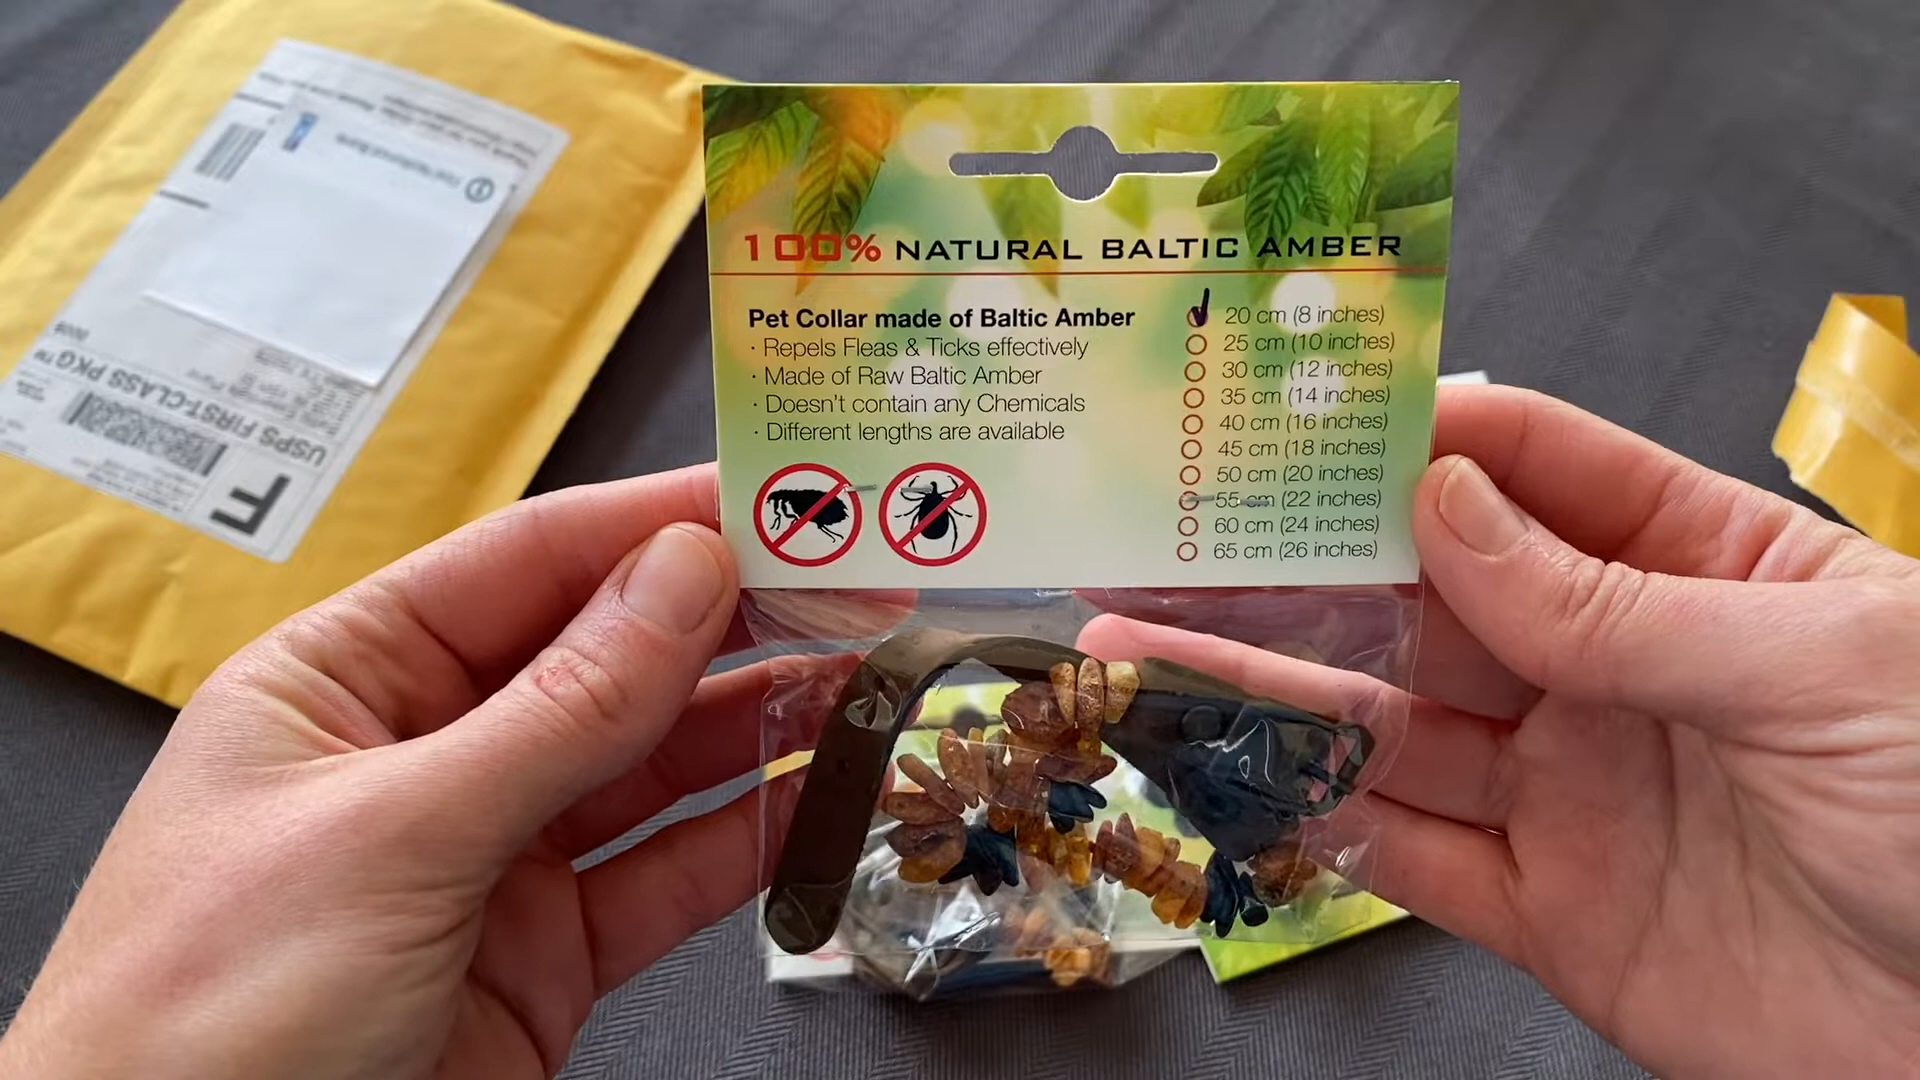 100% NATURAL BALTIC AMBER
Pet Collar made of Baltic Amber
· Repels Fleas & Ticks effectively
· Made of Raw Baltic Amber
· Doesn't contain any Chemicals
· Different lengths are available
20 cm (8 inches)
25 cm (10 inches)
30 cm (12 inches)
35 cm (14 inches)
40 cm (16 inches)
45 cm (18 inches)
50 cm (20 inches)
55 cm (22 inches)
60 cm (24 inches)
65 cm (26 inches)
F
USPS FIRST-CLASS PKG™